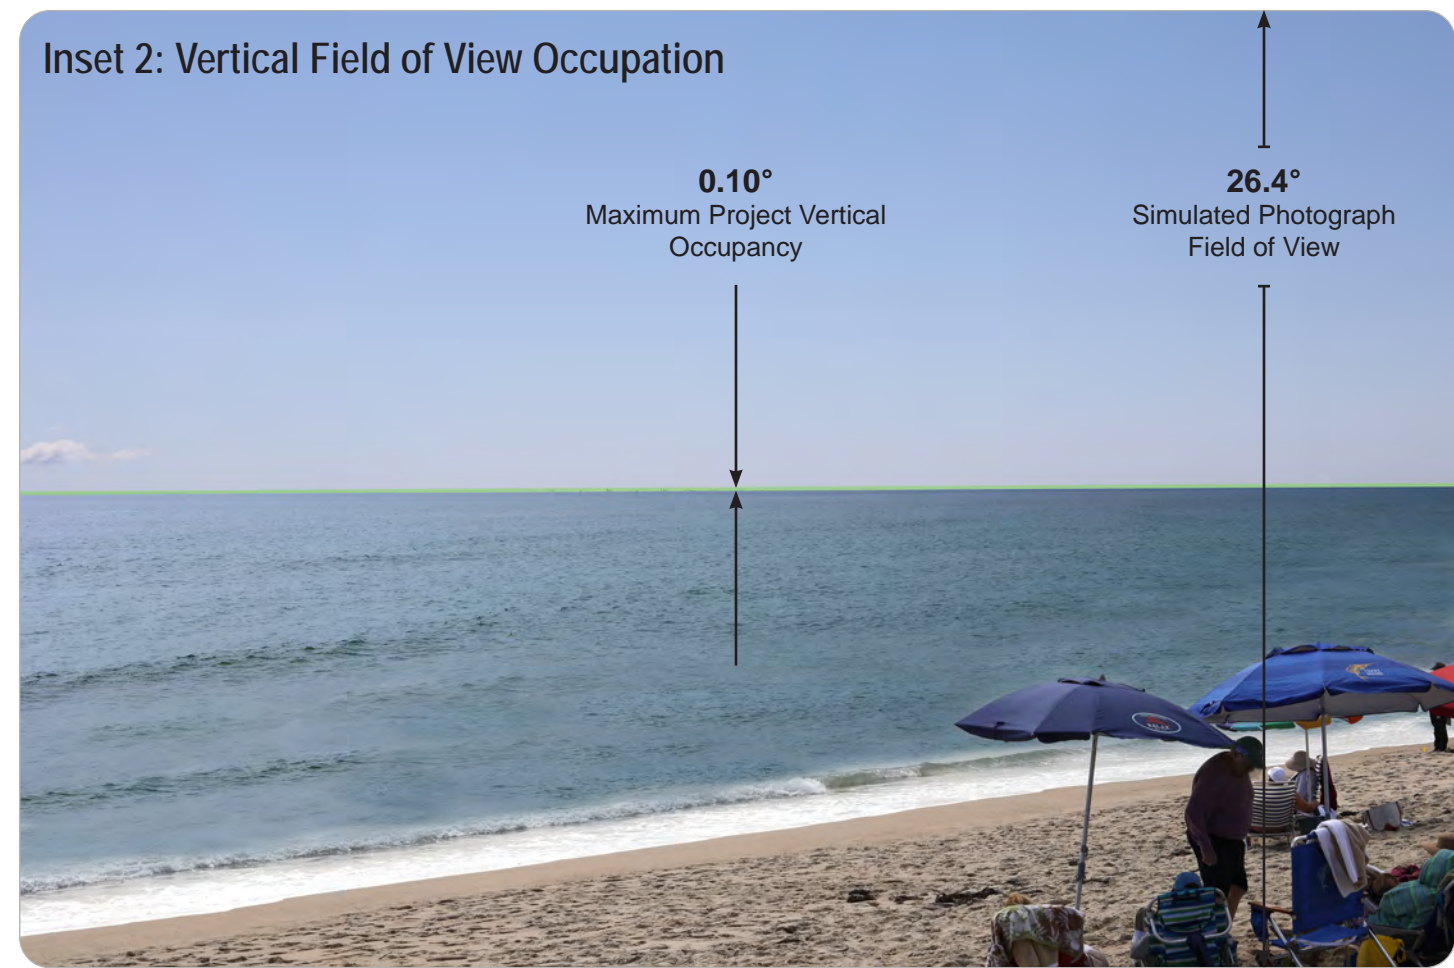 Inset 2: Vertical Field of View Occupation
0.10°
Maximum Project Vertical
Occupancy
26.4°
Simulated Photograph
Field of View